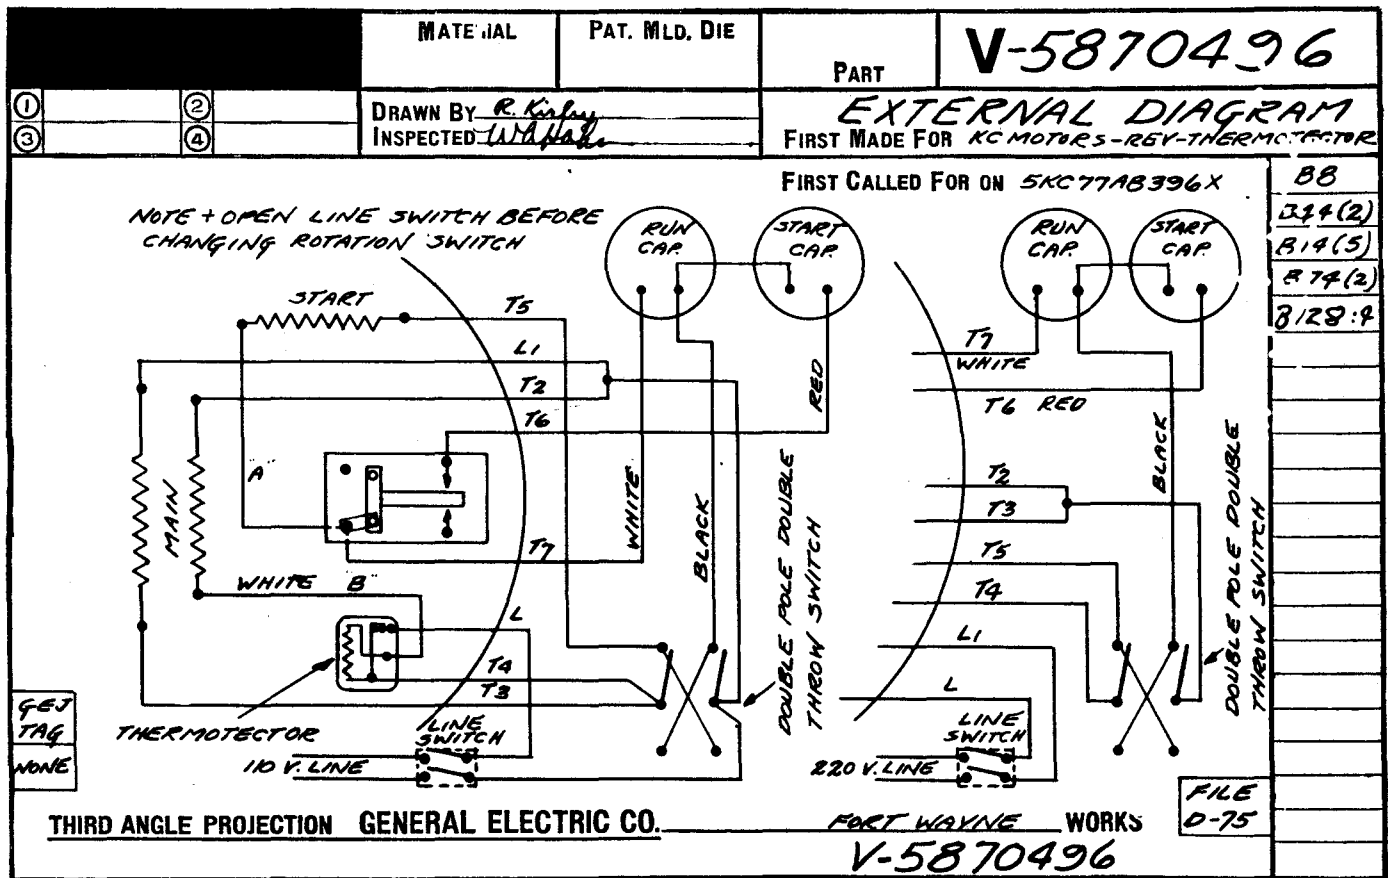 MATERIAL
PAT. MLD. DIE
PART
V-5870496
1
2
3
4
DRAWN BY R. Kirby
INSPECTED
EXTERNAL DIAGRAM
FIRST MADE FOR KC MOTORS-REV-THERMOTECTOR
FIRST CALLED FOR ON 5KC77AB396X
B8
B14(5)
B74(2)
B128:4
NOTE + OPEN LINE SWITCH BEFORE
CHANGING ROTATION SWITCH
RUN
CAP.
START
CAP.
RUN
CAP.
START
CAP.
START
T5
L1
T2
T6
RED
A
MAIN
T7
WHITE
BLACK
DOUBLE POLE DOUBLE
THROW SWITCH
WHITE B
L
T4
T3
THERMOTECTOR
LINE
SWITCH
110 V. LINE
T7
WHITE
T6 RED
BLACK
T2
T3
T5
T4
L1
L
LINE
SWITCH
220 V. LINE
DOUBLE POLE DOUBLE
THROW SWITCH
GEJ
TAG
NONE
FILE
D-75
THIRD ANGLE PROJECTION GENERAL ELECTRIC CO. FORT WAYNE WORKS
V-5870496